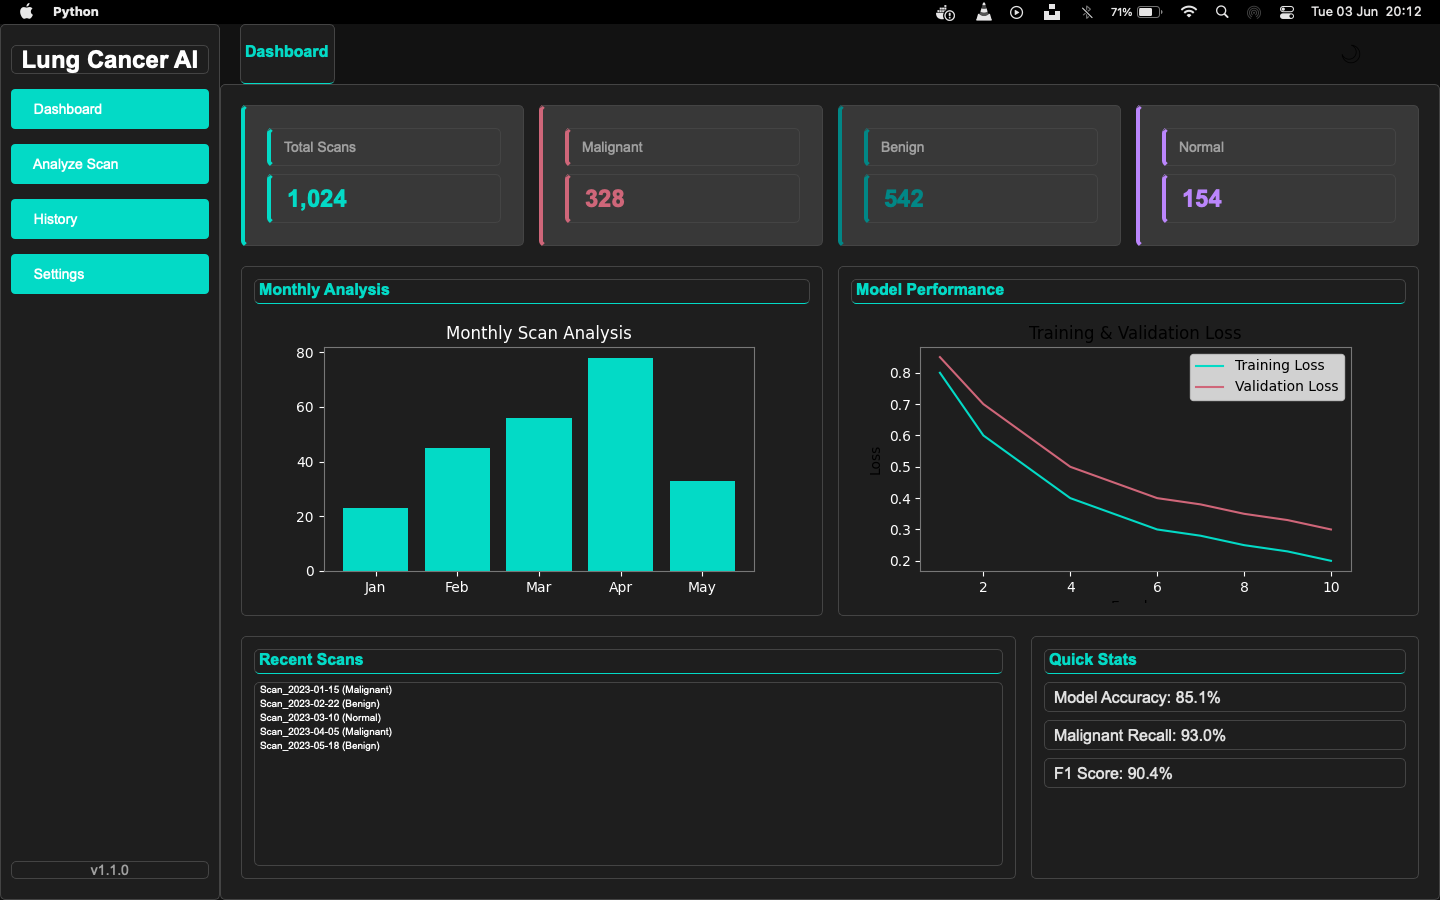 Python
71%
Tue 03 Jun 20:12
Lung Cancer AI
Dashboard
Analyze Scan
History
Settings
v1.1.0
Dashboard
Total Scans
1,024
Malignant
328
Benign
542
Normal
154
Monthly Analysis
Monthly Scan Analysis
80
60
40
20
0
Jan Feb Mar Apr May
Model Performance
Training & Validation Loss
Training Loss
Validation Loss
Loss
0.8
0.7
0.6
0.5
0.4
0.3
0.2
2 4 6 8 10
Recent Scans
Scan_2023-01-15 (Malignant)
Scan_2023-02-22 (Benign)
Scan_2023-03-10 (Normal)
Scan_2023-04-05 (Malignant)
Scan_2023-05-18 (Benign)
Quick Stats
Model Accuracy: 85.1%
Malignant Recall: 93.0%
F1 Score: 90.4%